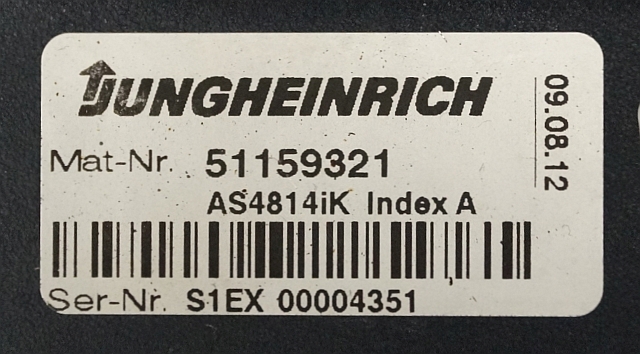 JUNGHEINRICH
Mat-Nr. 51159321
AS4814iK Index A
Ser-Nr. S1EX 00004351
09.08.12